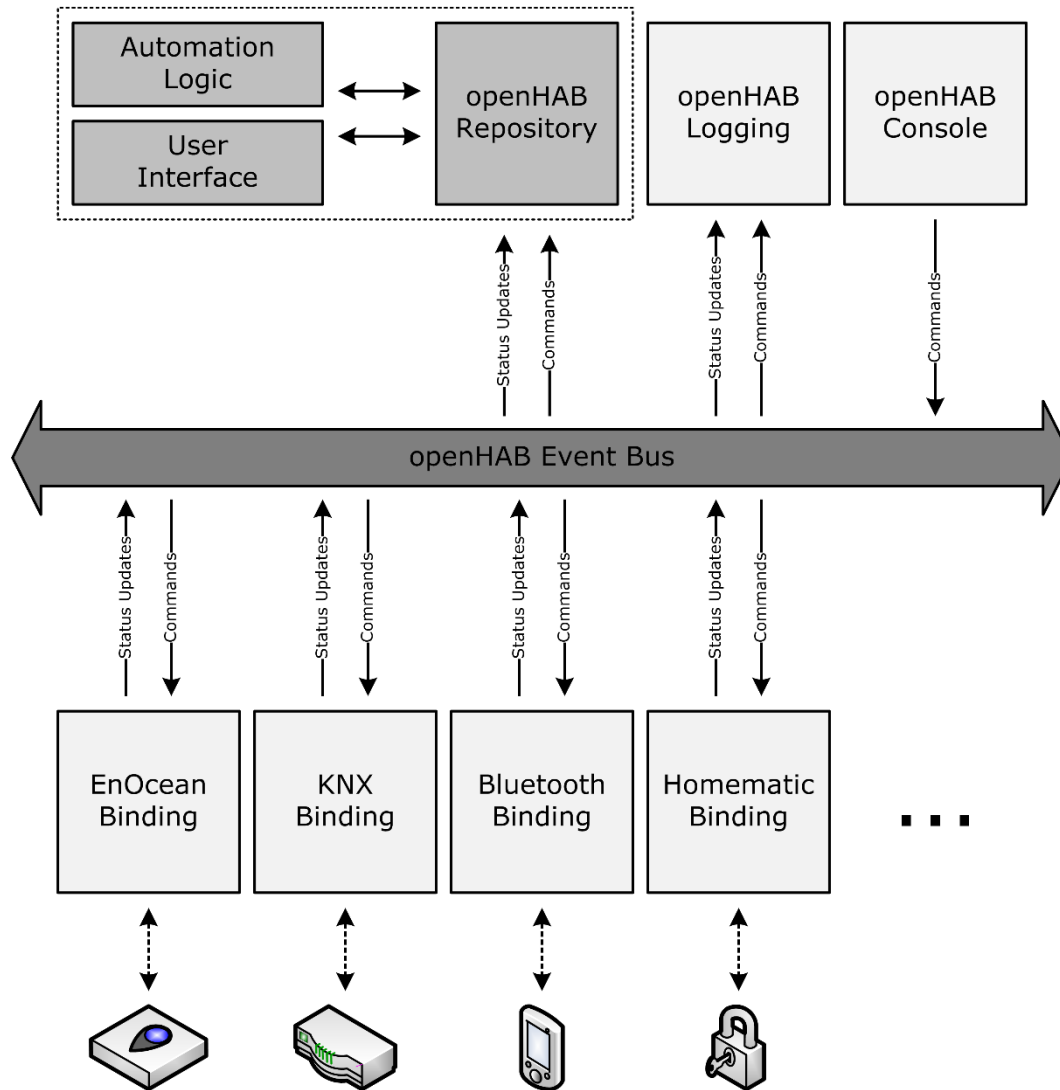 Automation
Logic
User
Interface
openHAB
Repository
openHAB
Logging
openHAB
Console
Status Updates
Commands
Status Updates
Commands
Commands
openHAB Event Bus
Status Updates
Commands
Status Updates
Commands
Status Updates
Commands
Status Updates
Commands
EnOcean
Binding
KNX
Binding
Bluetooth
Binding
Homematic
Binding
...